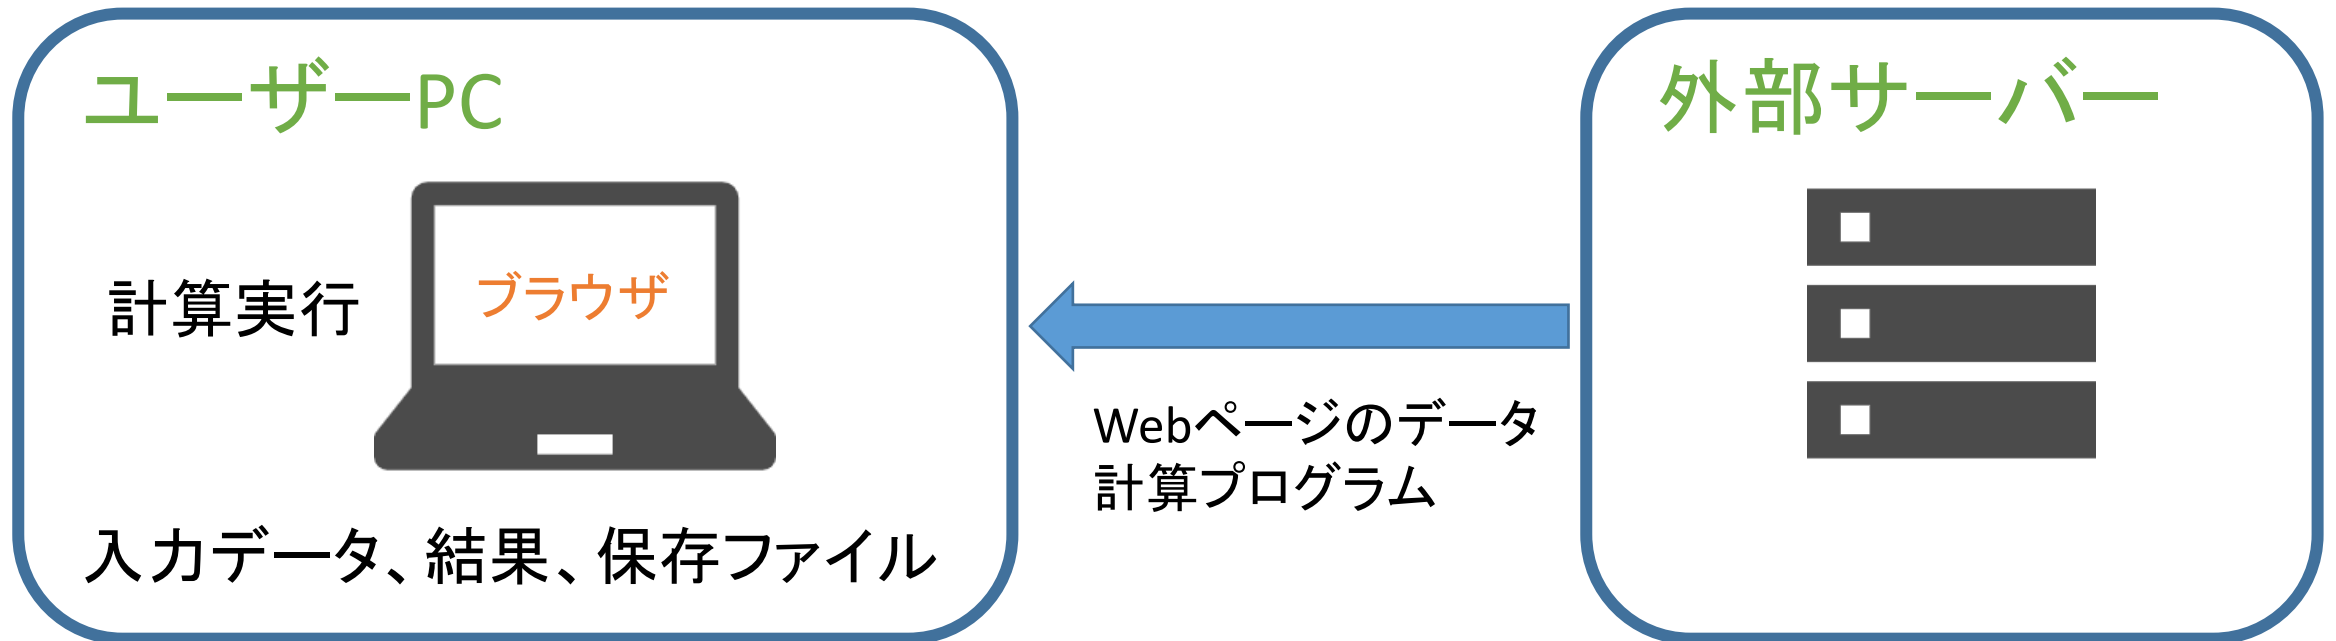 ユーザーPC
計算実行
ブラウザ
入力データ、結果、保存ファイル
Webページのデータ
計算プログラム
外部サーバー